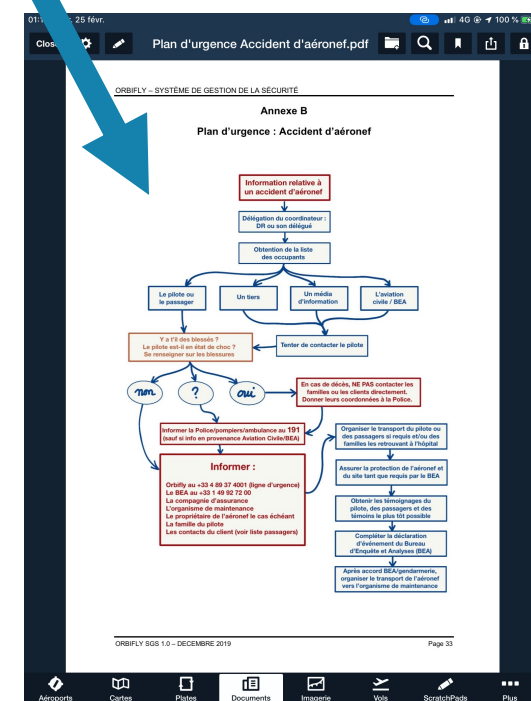 25 févr.
4G 100 %
Plan d'urgence Accident d'aéronef.pdf
ORBIFLY – SYSTÈME DE GESTION DE LA SÉCURITÉ
Annexe B
Plan d'urgence : Accident d'aéronef
Information relative à
un accident d'aéronef
Délégation du coordinateur :
DR ou son délégué
Obtention de la liste
des occupants
Le pilote ou
le passager
Un tiers
Un média
d'information
L'aviation
civile / BEA
Y a t'il des blessés ?
Le pilote est-il en état de choc ?
Se renseigner sur les blessures
Tenter de contacter le pilote
non
?
oui
En cas de décès, NE PAS contacter les
familles ou les clients directement.
Donner leurs coordonnées à la Police.
Informer la Police/pompiers/ambulance au 191
(sauf si info en provenance Aviation Civile/BEA)
Informer :
Orbifly au +33 4 89 37 4001 (ligne d'urgence)
Le BEA au +33 1 49 92 72 00
La compagnie d'assurance
L'organisme de maintenance
Le propriétaire de l'aéronef le cas échéant
La famille du pilote
Les contacts du client (voir liste passagers)
Organiser le transport du pilote ou
des passagers si requis et/ou des
familles les retrouvant à l'hôpital
Assurer la protection de l'aéronef et
du site tant que requis par le BEA
Obtenir les témoignages du
pilote, des passagers et des
témoins le plus tôt possible
Compléter la déclaration
d'événement du Bureau
d'Enquête et Analyses (BEA)
Après accord BEA/gendarmerie,
organiser le transport de l'aéronef
vers l'organisme de maintenance
ORBIFLY SGS 1.0 – DECEMBRE 2019 Page 33
Aéroports Cartes Plates Documents Imagerie Vols ScratchPads Plus